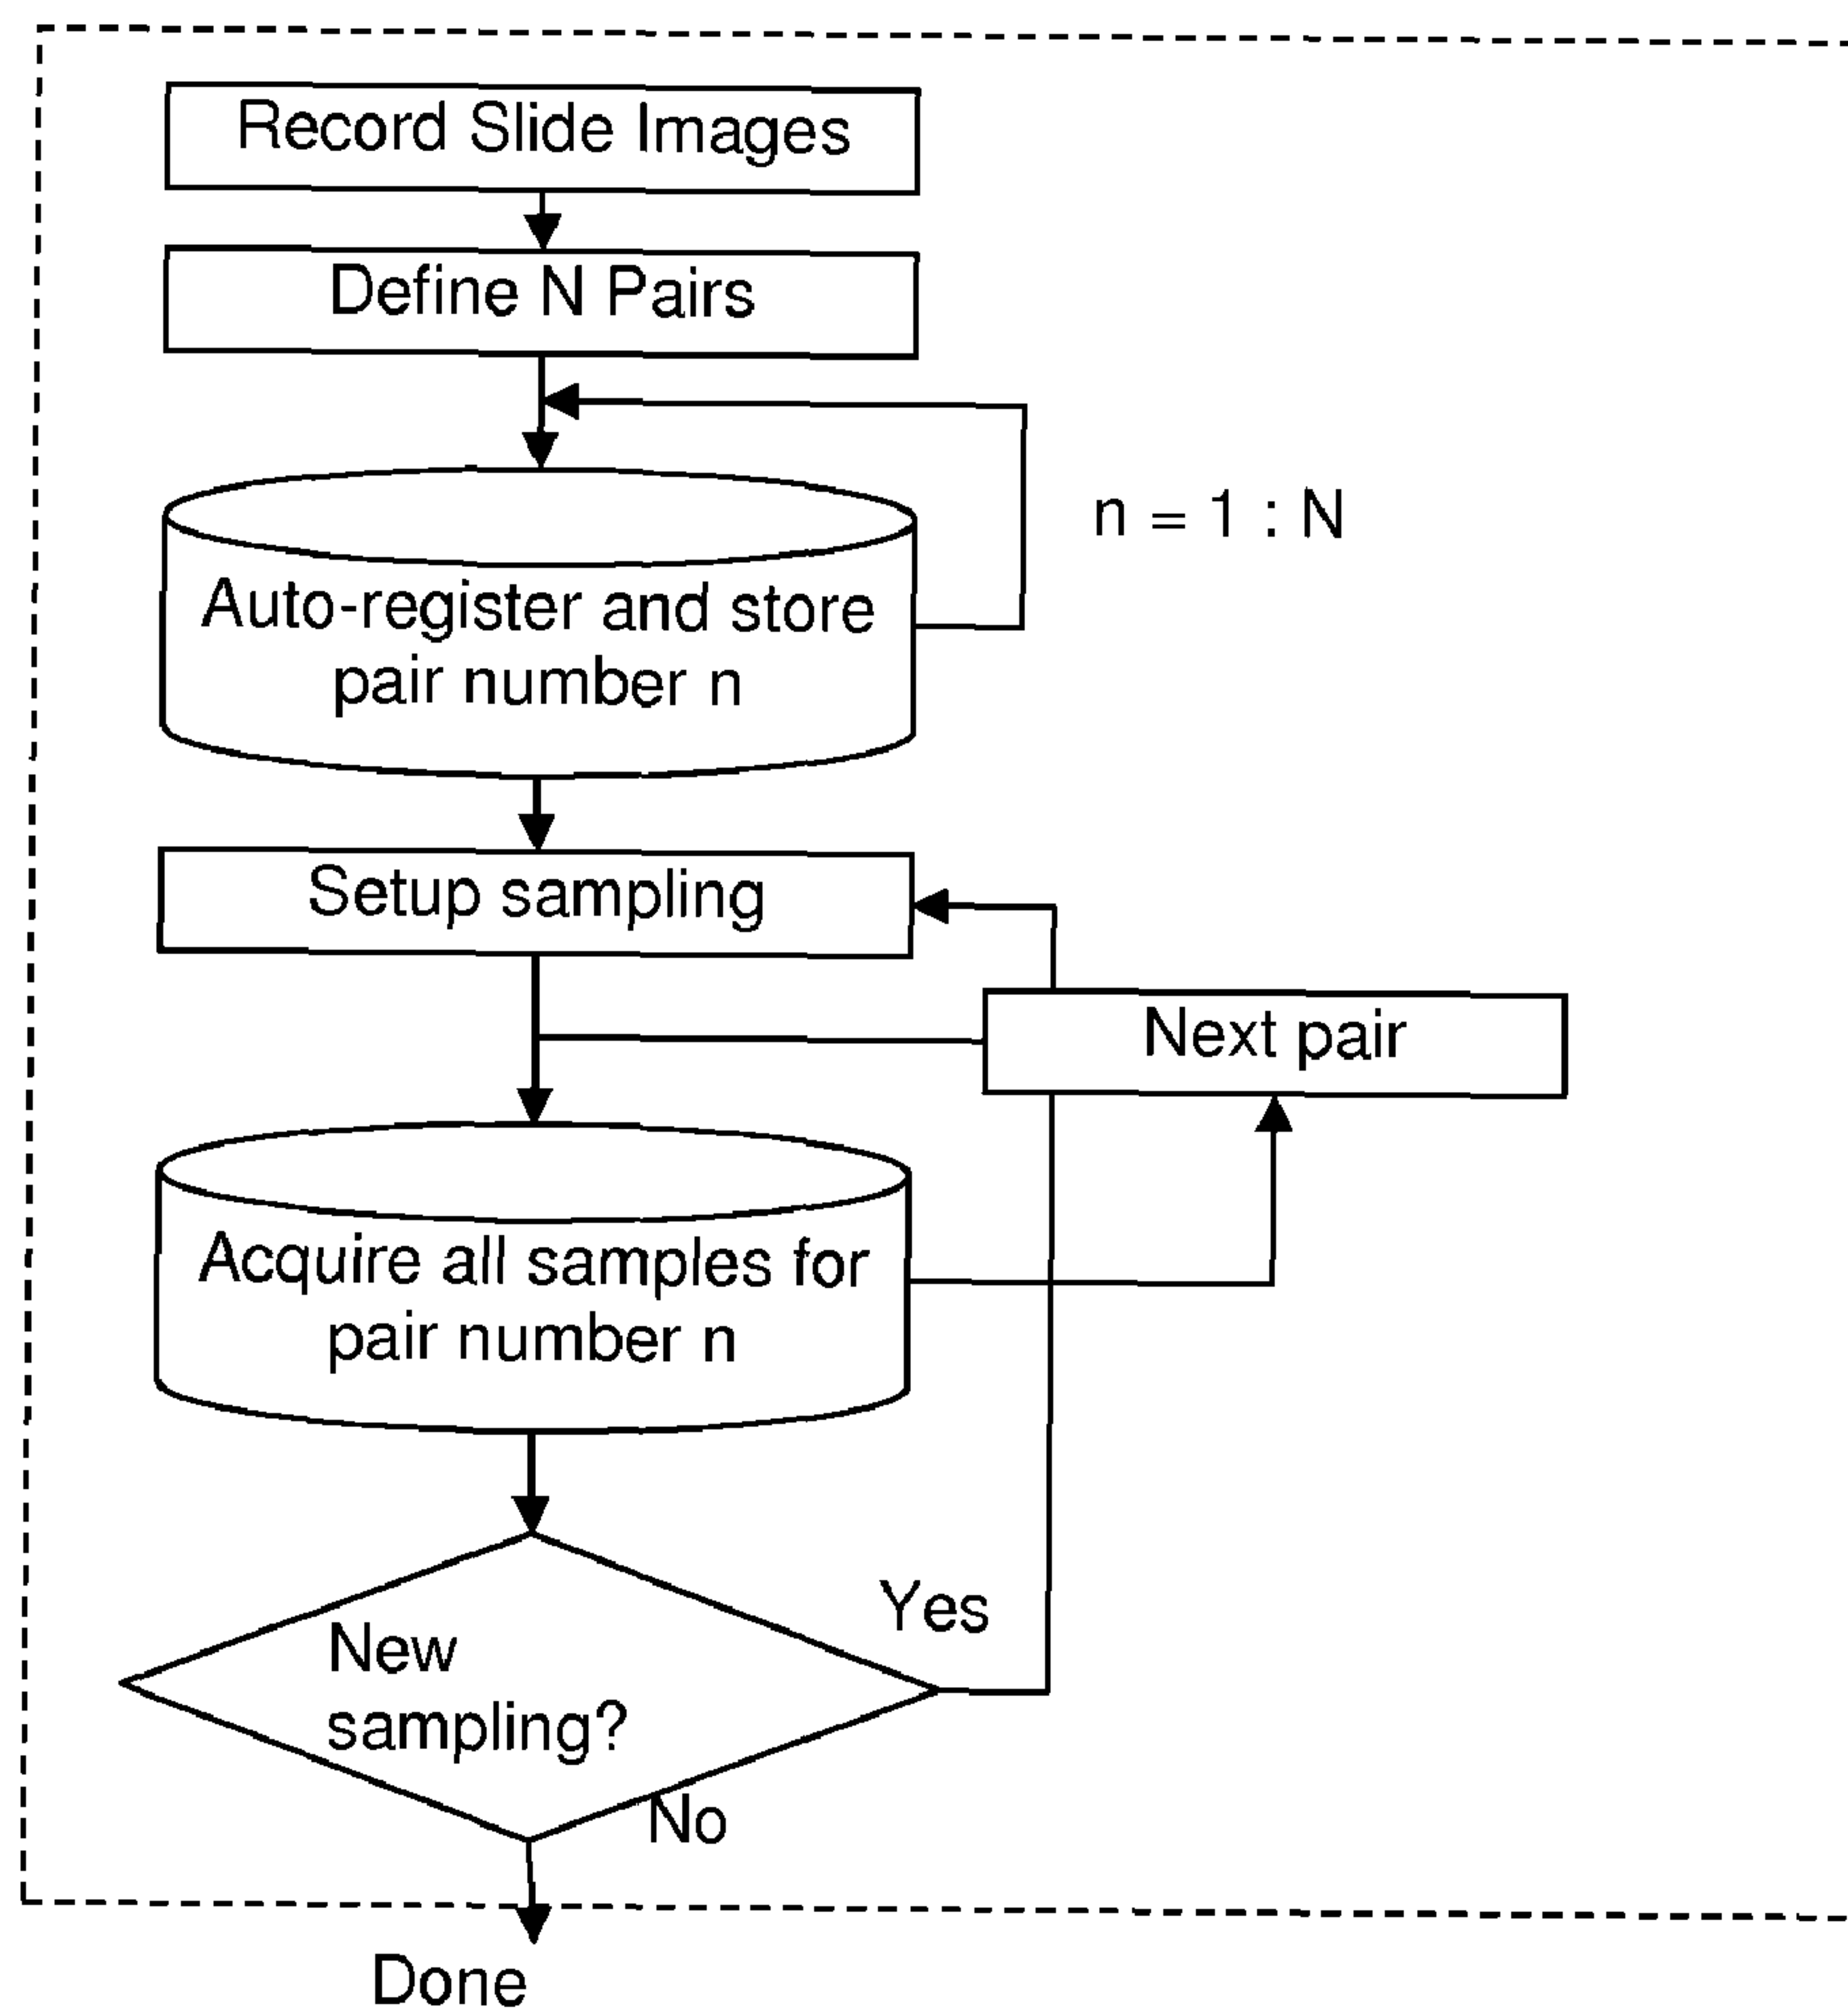 Record Slide Images
Define N Pairs
n = 1 : N
Auto-register and store
pair number n
Setup sampling
Next pair
Acquire all samples for
pair number n
Yes
New
sampling?
No
Done